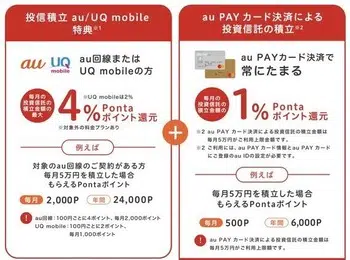 投信積立 au/UQ mobile
特典※1
au UQ mobile
au回線または
UQ mobileの方
毎月の
投資信託の
積立金額の
最大
※UQ mobileは2%
4% Ponta
ポイント還元
※対象外の料金プランあり
例えば
対象のau回線のご契約がある方
毎月5万円を積立した場合
もらえるPontaポイント
毎月 2,000P 年間 24,000P
au回線:100円ごとに4ポイント、毎月2,000ポイント
UQ mobile:100円ごとに2ポイント、
毎月1,000ポイント
+
au PAY カード決済による
投資信託の積立※2
au PAYカード決済で
常にたまる
毎月の
投資信託の
積立金額の
1% Ponta
ポイント還元
※2 au PAY カード決済による投資信託の積立金額は
毎月5万円がご利用上限額です。
※2 ご利用には、au PAY カード情報とau PAY カード
にご登録のau IDの設定が必要です。
例えば
毎月5万円を積立した場合
もらえるPontaポイント
毎月 500P 年間 6,000P
au PAY カード決済による投資信託の積立金額は
毎月5万円がご利用上限額です。